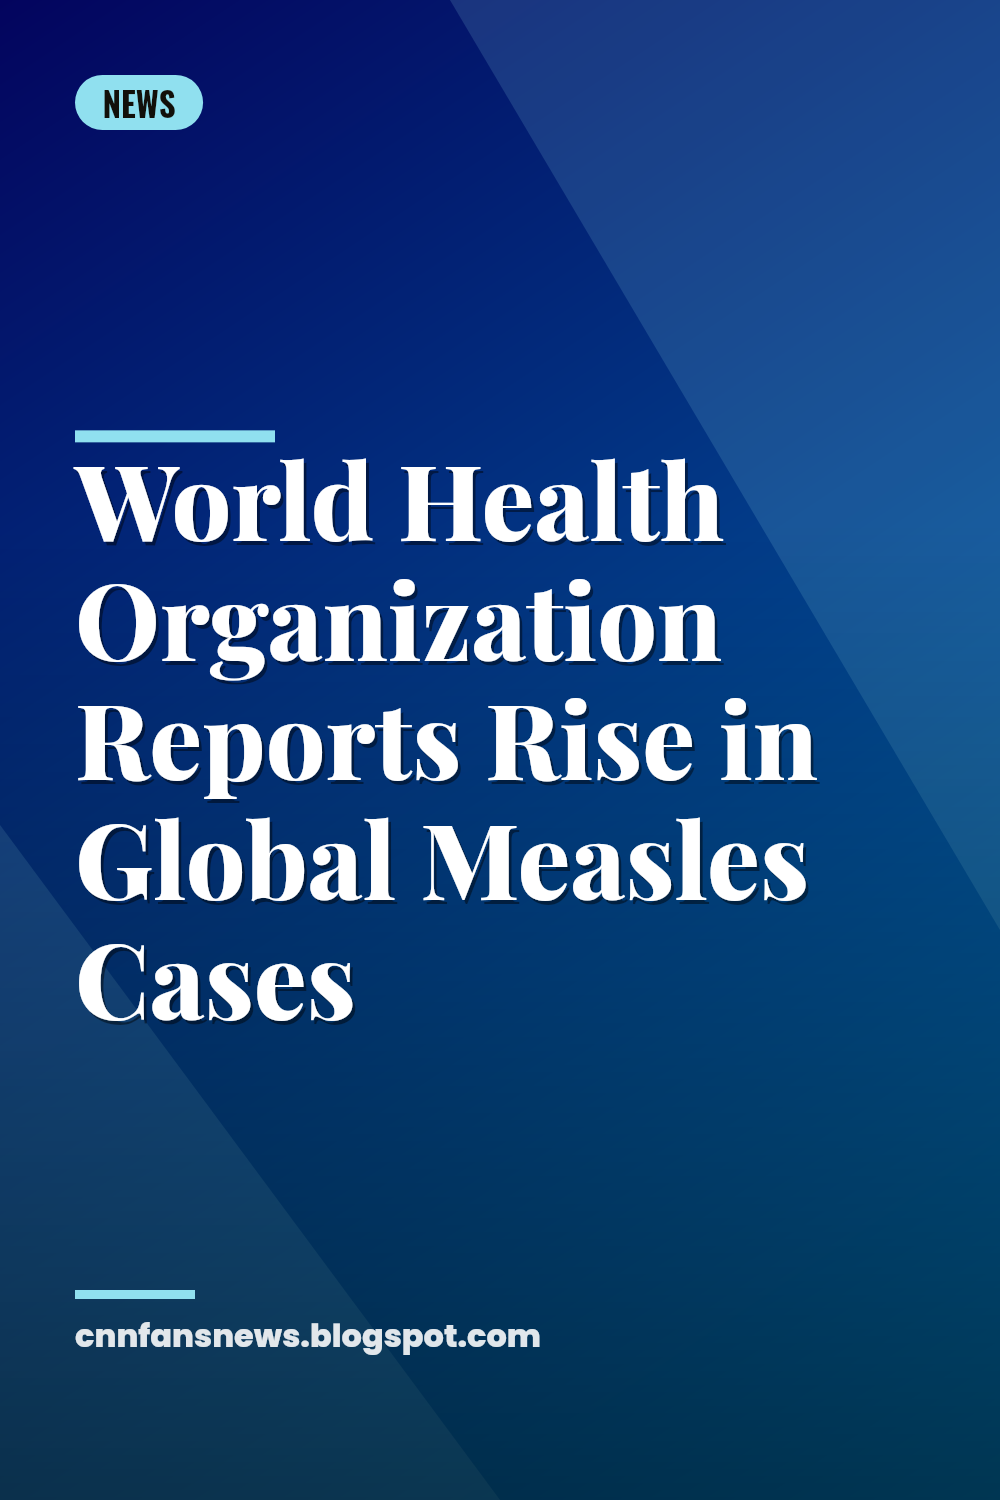 NEWS
World Health
Organization
Reports Rise in
Global Measles
Cases
cnnfansnews.blogspot.com